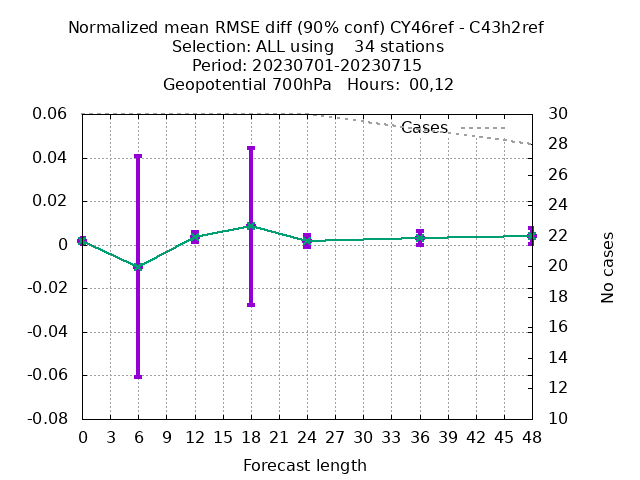 Normalized mean RMSE diff (90% conf) CY46ref - C43h2ref
Selection: ALL using 34 stations
Period: 20230701-20230715
Geopotential 700hPa Hours: 00,12
0.06 30
Cases
28
0.04
26
0.02 24
0 22
20
-0.02
18
-0.04 16
14
-0.06
12
-0.08 10
No cases
0 3 6 9 12 15 18 21 24 27 30 33 36 39 42 45 48
Forecast length